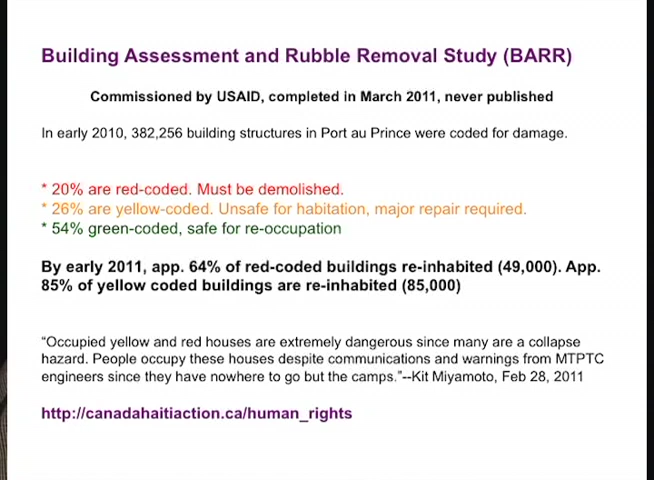 Building Assessment and Rubble Removal Study (BARR)
Commissioned by USAID, completed in March 2011, never published
In early 2010, 382,256 building structures in Port au Prince were coded for damage.
* 20% are red-coded. Must be demolished.
* 26% are yellow-coded. Unsafe for habitation, major repair required.
* 54% green-coded, safe for re-occupation
By early 2011, app. 64% of red-coded buildings re-inhabited (49,000). App.
85% of yellow coded buildings are re-inhabited (85,000)
“Occupied yellow and red houses are extremely dangerous since many are a collapse
hazard. People occupy these houses despite communications and warnings from MTPTC
engineers since they have nowhere to go but the camps.”--Kit Miyamoto, Feb 28, 2011
http://canadahaitiaction.ca/human_rights